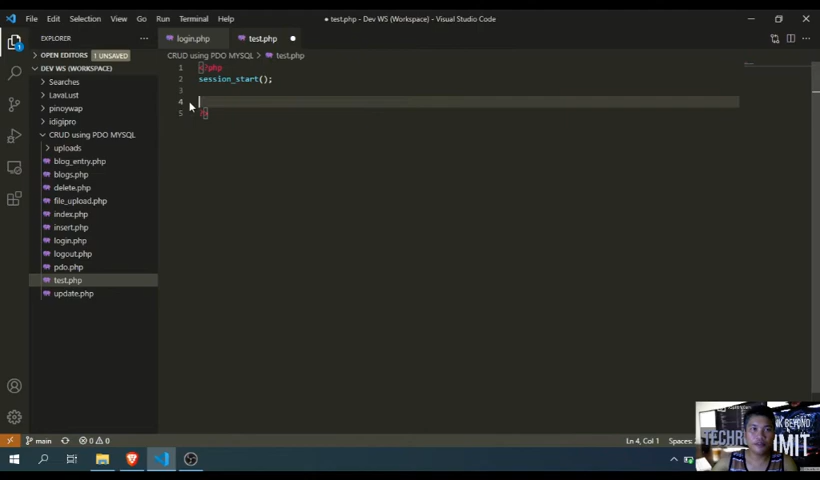 File Edit Selection View Go Run Terminal Help
● test.php - Dev WS (Workspace) - Visual Studio Code
EXPLORER
OPEN EDITORS 1 UNSAVED
DEV WS (WORKSPACE)
Searches
LavaLust
pinoywap
idigipro
CRUD using PDO MYSQL
uploads
blog_entry.php
blogs.php
delete.php
file_upload.php
index.php
insert.php
login.php
logout.php
pdo.php
test.php
update.php
login.php
test.php ●
CRUD using PDO MYSQL > test.php
1 <?php
2 session_start();
3
4
5 ?>
main 0 0
Ln 4, Col 1 Spaces: